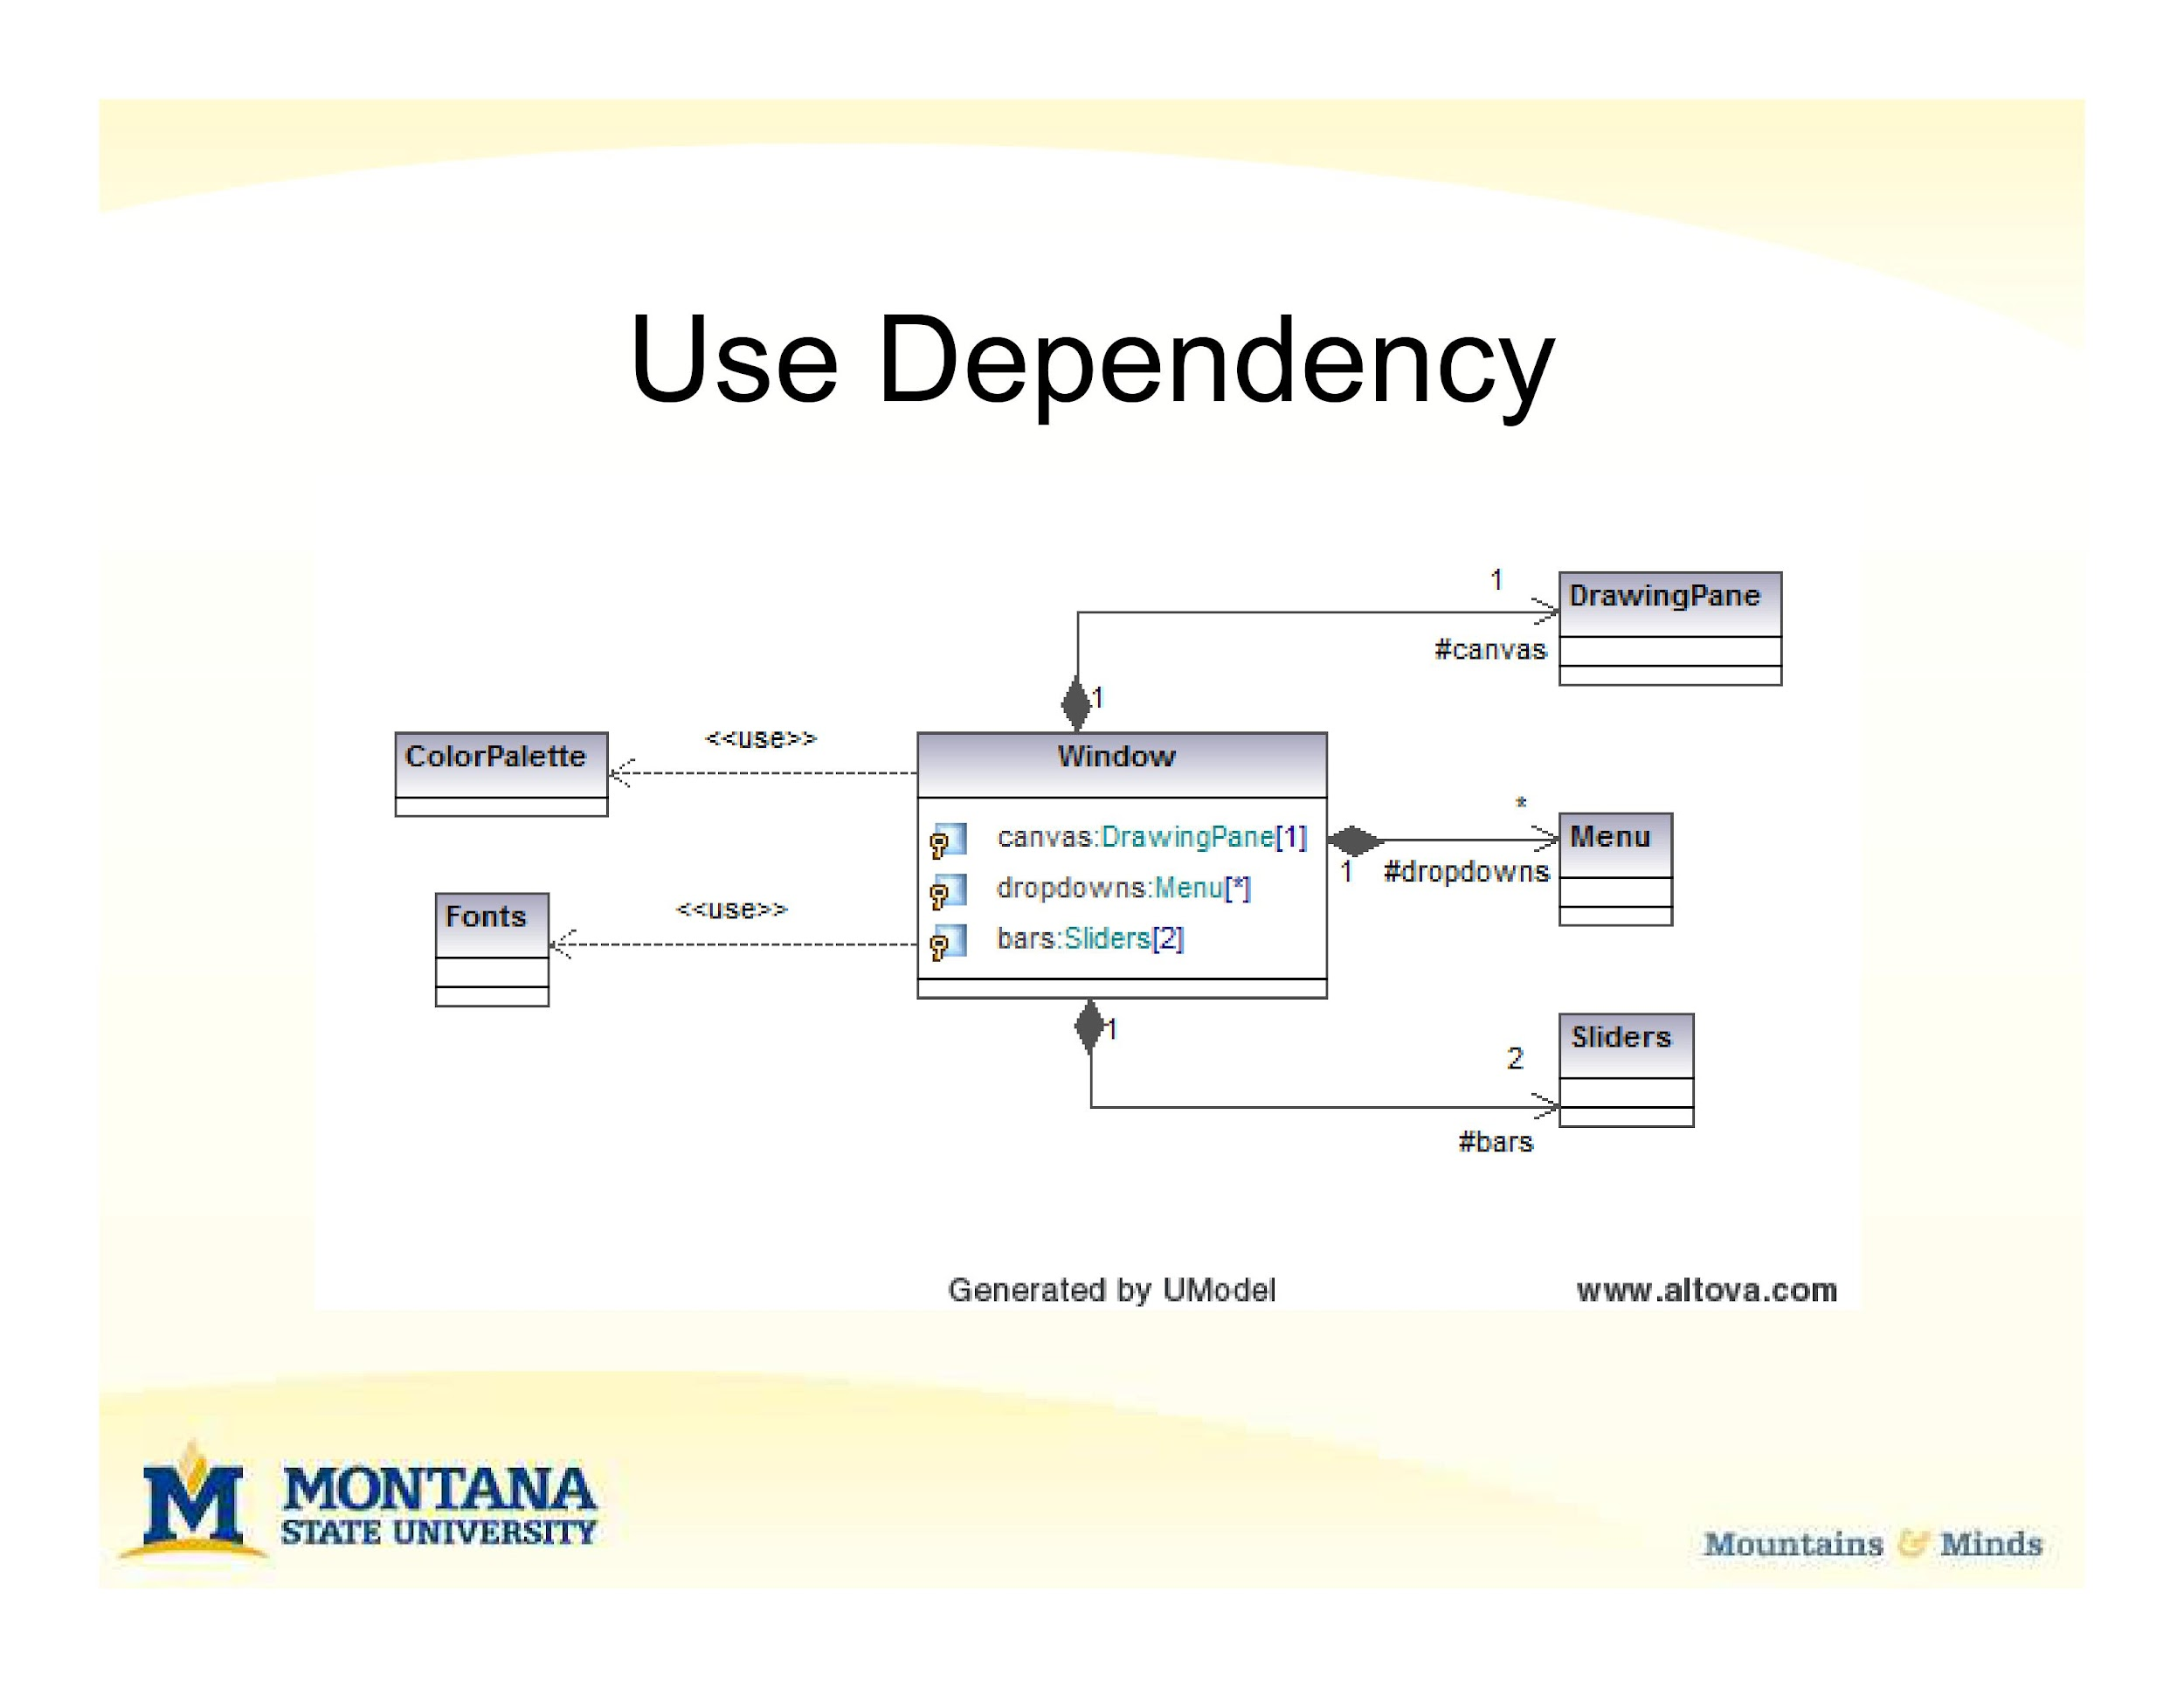 Use Dependency
1
DrawingPane
#canvas
1
<<use>>
ColorPalette
Window
*
canvas:DrawingPane[1]
Menu
1
#dropdowns
dropdowns:Menu[*]
<<use>>
Fonts
bars:Sliders[2]
1
Sliders
2
#bars
Generated by UModel
www.altova.com
M
MONTANA
STATE UNIVERSITY
Mountains & Minds